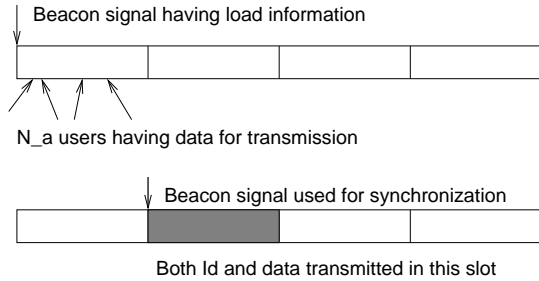 Beacon signal having load information
N_a users having data for transmission
Beacon signal used for synchronization
Both Id and data transmitted in this slot